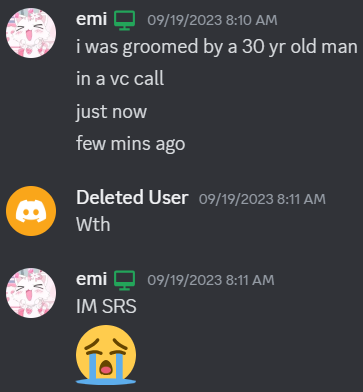 emi 09/19/2023 8:10 AM
i was groomed by a 30 yr old man
in a vc call
just now
few mins ago
Deleted User 09/19/2023 8:11 AM
Wth
emi 09/19/2023 8:11 AM
IM SRS